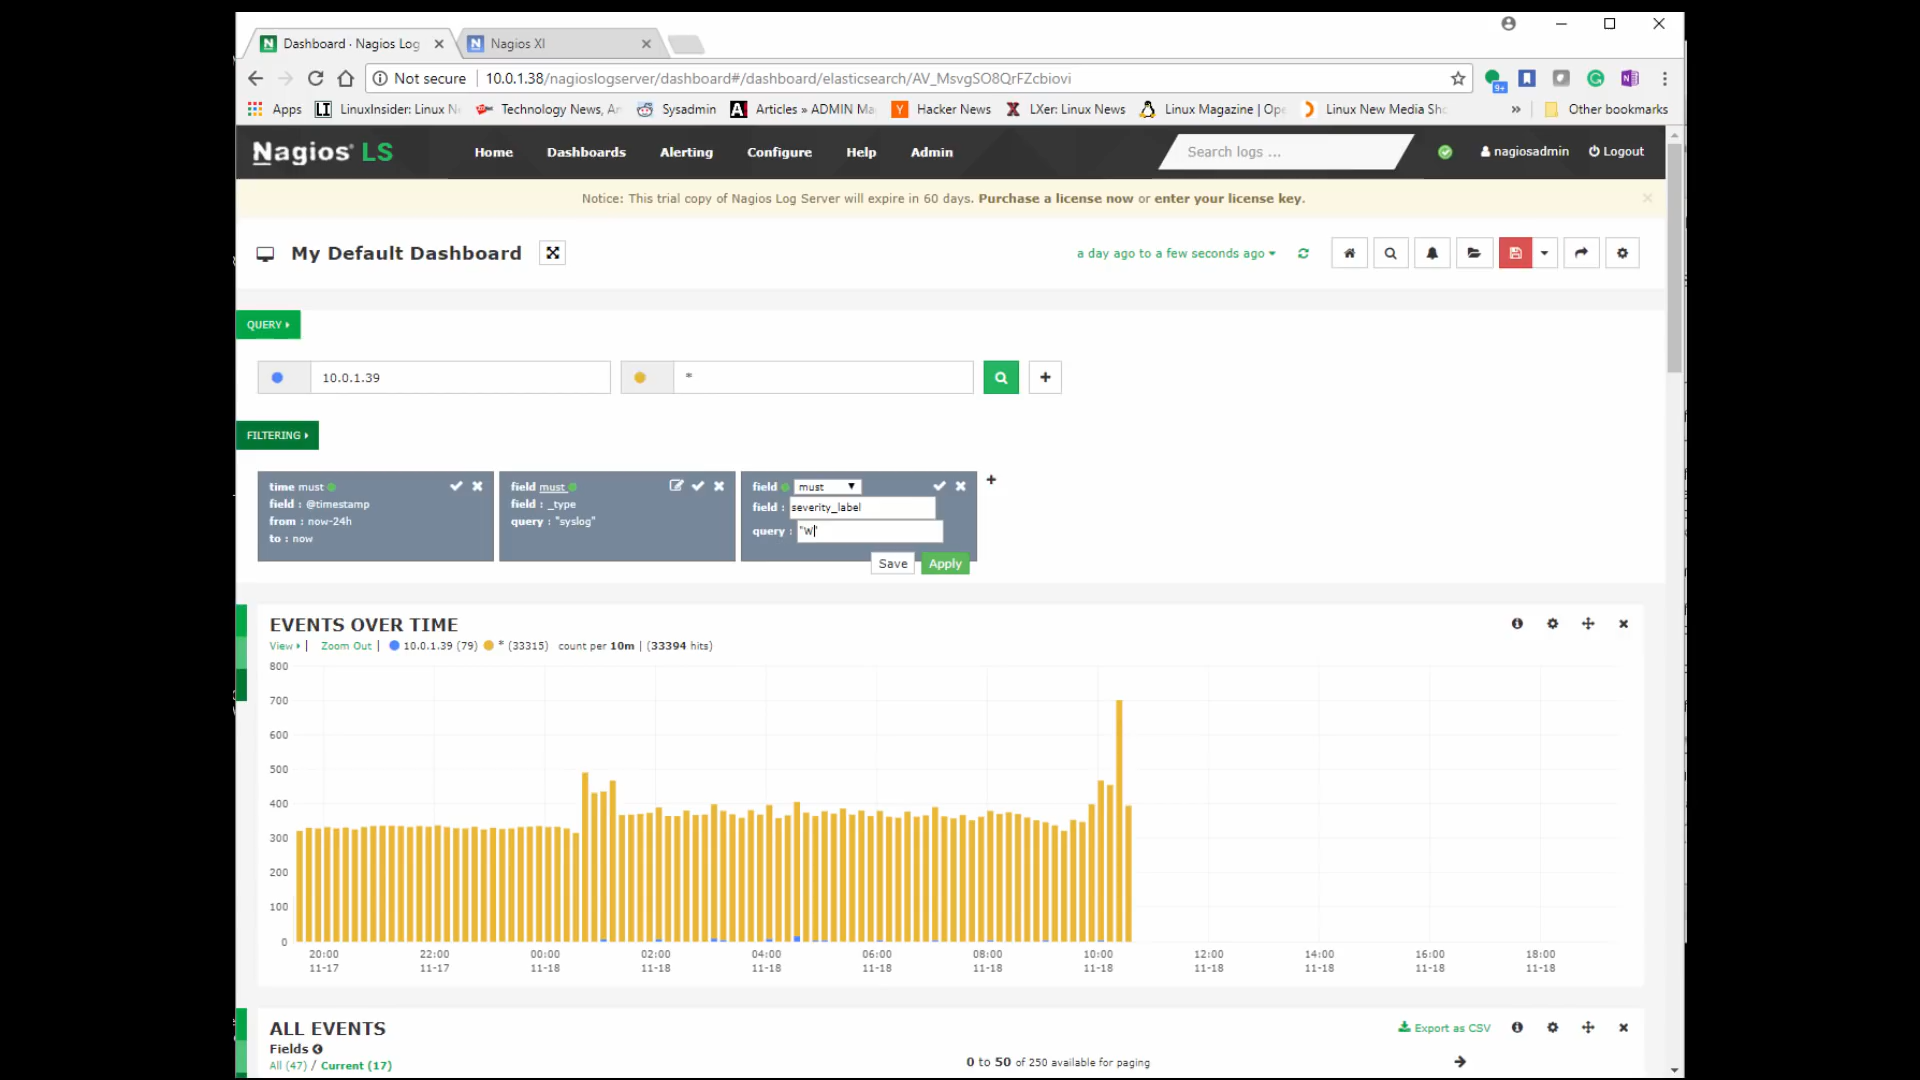 Dashboard · Nagios Log
Nagios XI
Not secure | 10.0.1.38/nagioslogserver/dashboard#/dashboard/elasticsearch/AV_MsvgSO8QrFZcbiovi
9+
Apps LinuxInsider: Linux N Technology News, An Sysadmin Articles » ADMIN Ma Hacker News LXer: Linux News Linux Magazine | Ope Linux New Media Sho » Other bookmarks
Nagios® LS Home Dashboards Alerting Configure Help Admin Search logs ... nagiosadmin Logout
Notice: This trial copy of Nagios Log Server will expire in 60 days. Purchase a license now or enter your license key.
My Default Dashboard a day ago to a few seconds ago
QUERY
10.0.1.39 *
FILTERING
time must
field : @timestamp
from : now-24h
to : now
field must
field : _type
query : "syslog"
field must
field : severity_label
query : "W"
Save Apply
EVENTS OVER TIME
View | Zoom Out | 10.0.1.39 (79) * (33315) count per 10m | (33394 hits)
800
700
600
500
400
300
200
100
0
20:00 22:00 00:00 02:00 04:00 06:00 08:00 10:00 12:00 14:00 16:00 18:00
11-17 11-17 11-18 11-18 11-18 11-18 11-18 11-18 11-18 11-18 11-18 11-18
ALL EVENTS Export as CSV
Fields
All (47) / Current (17) 0 to 50 of 250 available for paging